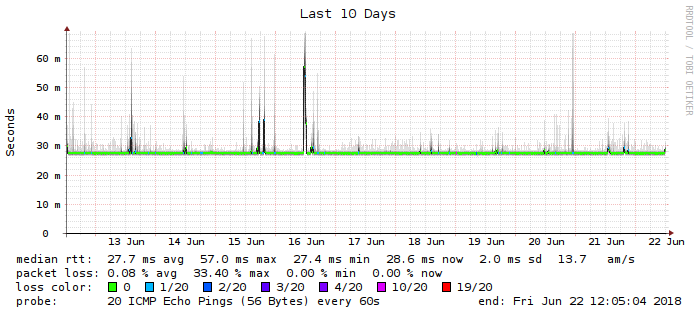 Last 10 Days
RRDTOOL / TOBI OETIKER
Seconds
60 m
50 m
40 m
30 m
20 m
10 m
0
13 Jun 14 Jun 15 Jun 16 Jun 17 Jun 18 Jun 19 Jun 20 Jun 21 Jun 22 Jun
median rtt: 27.7 ms avg 57.0 ms max 27.4 ms min 28.6 ms now 2.0 ms sd 13.7 am/s
packet loss: 0.08 % avg 33.40 % max 0.00 % min 0.00 % now
loss color: 0 1/20 2/20 3/20 4/20 10/20 19/20
probe: 20 ICMP Echo Pings (56 Bytes) every 60s end: Fri Jun 22 12:05:04 2018